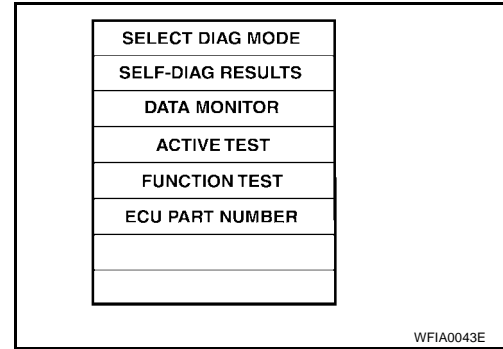 SELECT DIAG MODE
SELF-DIAG RESULTS
DATA MONITOR
ACTIVE TEST
FUNCTION TEST
ECU PART NUMBER
WFIA0043E